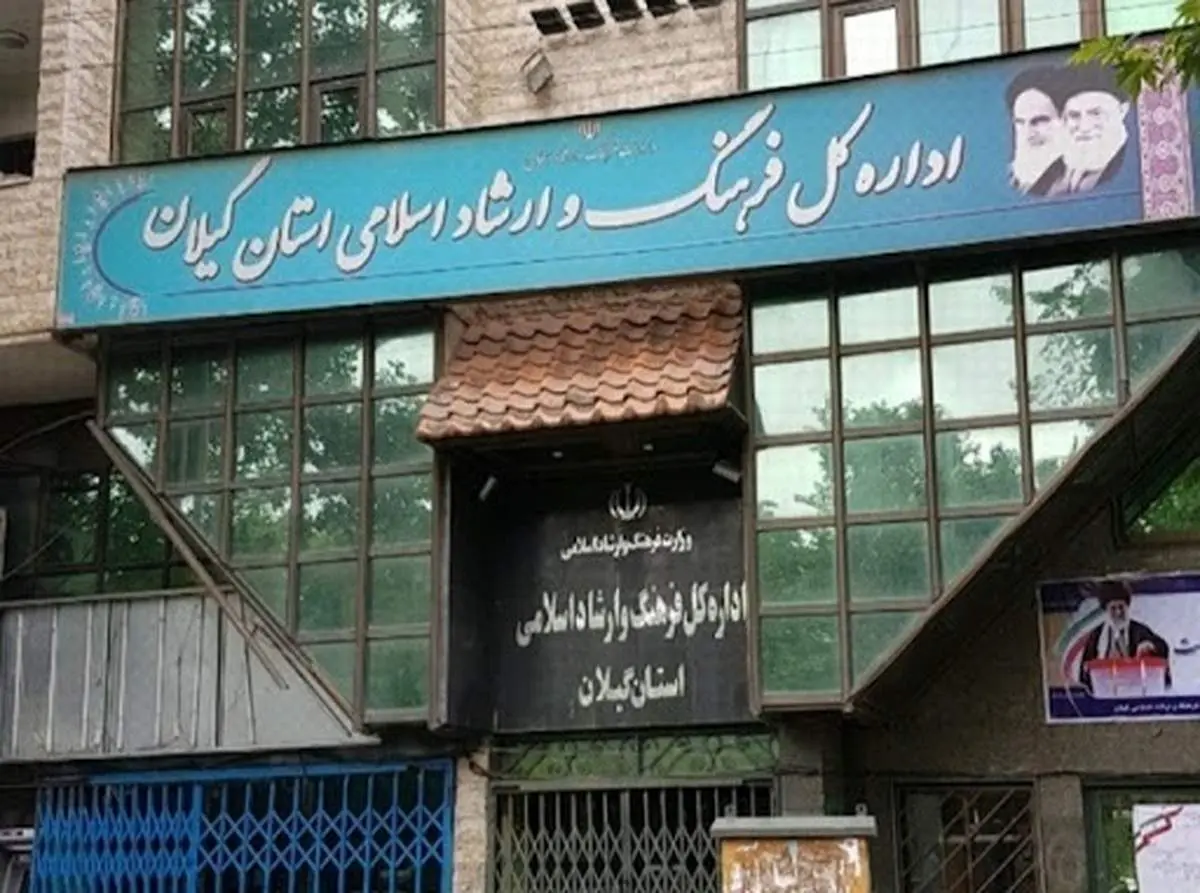 اداره کل فرهنگ و ارشاد اسلامی استان گیلان
وزارت فرهنگ و ارشاد اسلامی
اداره کل فرهنگ و ارشاد اسلامی
استان گیلان